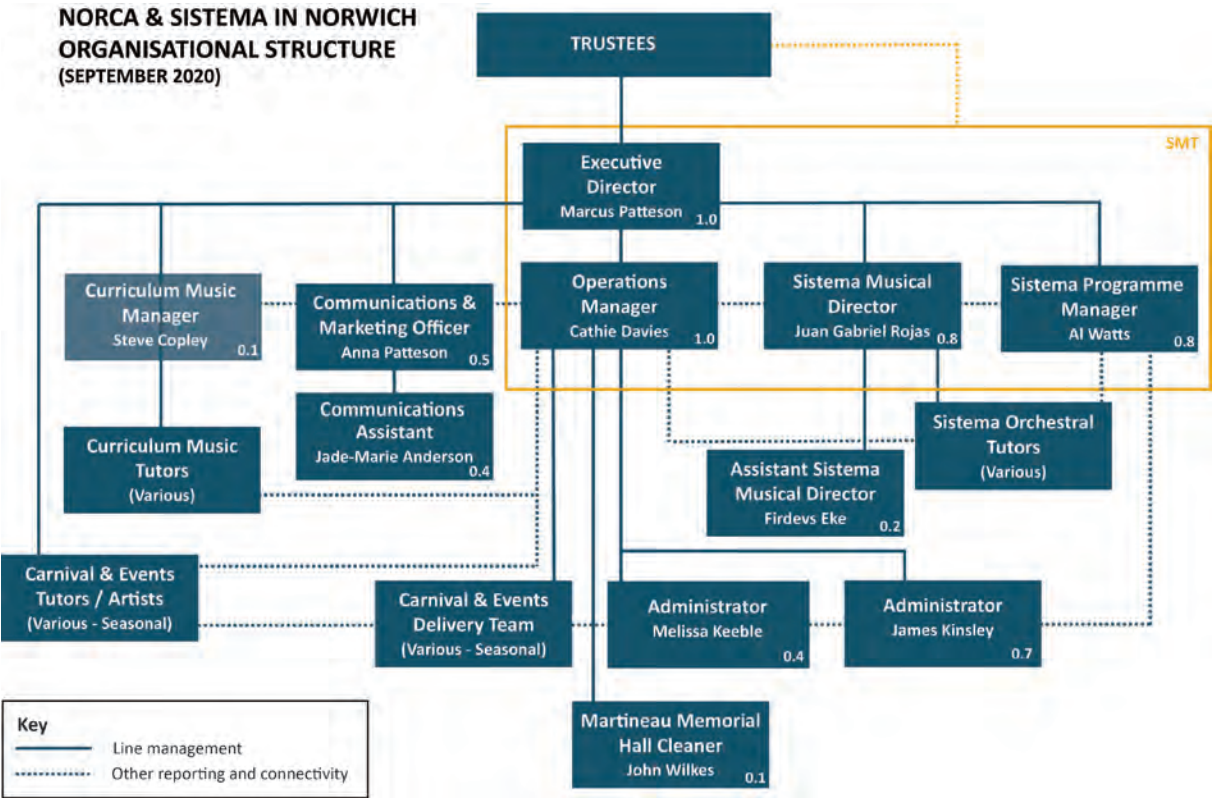 NORCA & SISTEMA IN NORWICH
ORGANISATIONAL STRUCTURE
(SEPTEMBER 2020)
TRUSTEES
SMT
Executive
Director
Marcus Patteson
1.0
Curriculum Music
Manager
Steve Copley
0.1
Communications &
Marketing Officer
Anna Patteson
0.5
Operations
Manager
Cathie Davies
1.0
Sistema Musical
Director
Juan Gabriel Rojas
0.8
Sistema Programme
Manager
Al Watts
0.8
Communications
Assistant
Jade-Marie Anderson
0.4
Curriculum Music
Tutors
(Various)
Sistema Orchestral
Tutors
(Various)
Assistant Sistema
Musical Director
Firdevs Eke
0.2
Carnival & Events
Tutors / Artists
(Various - Seasonal)
Carnival & Events
Delivery Team
(Various - Seasonal)
Administrator
Melissa Keeble
0.4
Administrator
James Kinsley
0.7
Martineau Memorial
Hall Cleaner
John Wilkes
0.1
Key
Line management
Other reporting and connectivity